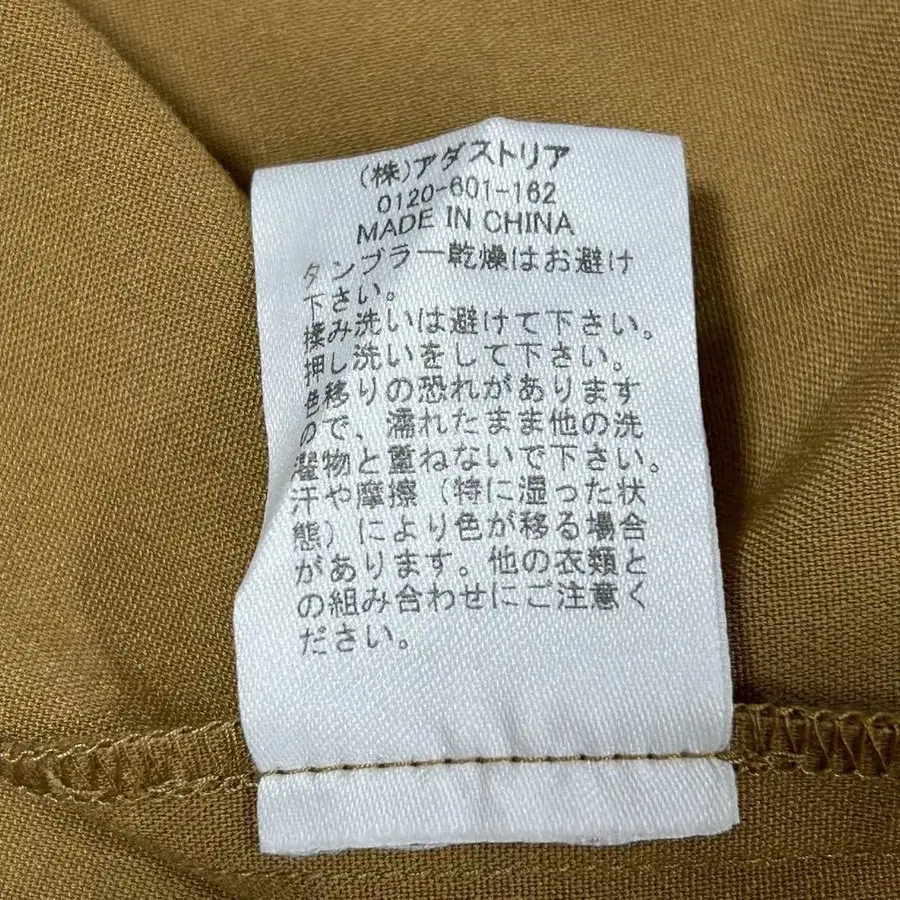 (株)アダストリア
0120-601-162
MADE IN CHINA
タンブラー乾燥はお避け
下さい。
揉み洗いは避けて下さい。
押し洗いをして下さい。
色移りの恐れがあります
ので、濡れたまま他の洗
濯物と重ねないで下さい。
汗や摩擦(特に湿った状
態)により色が移る場合
があります。他の衣類と
の組み合わせにご注意く
ださい。